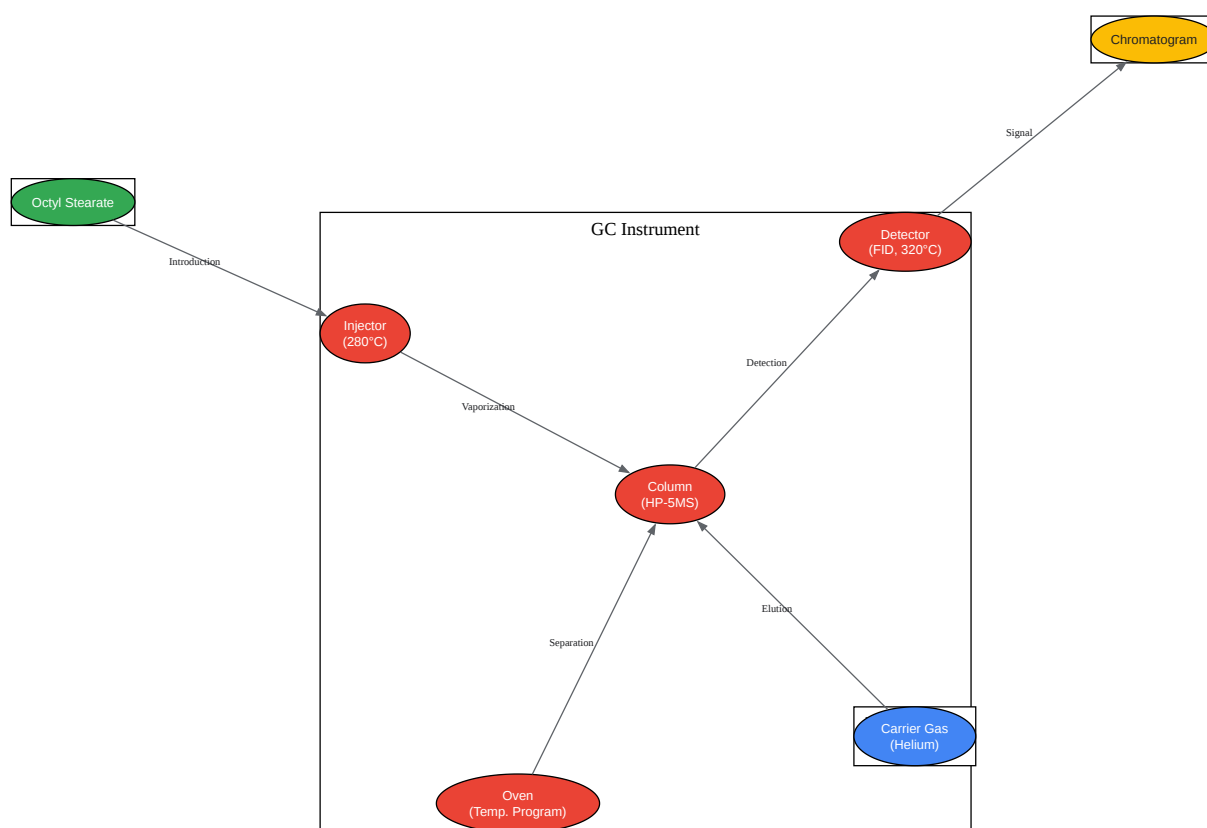 Chromatogram
Signal
Octyl Stearate
GC Instrument
Detector
(FID, 320°C)
Introduction
Injector
(280°C)
Detection
Vaporization
Column
(HP-5MS)
Elution
Separation
Carrier Gas
(Helium)
Oven
(Temp. Program)